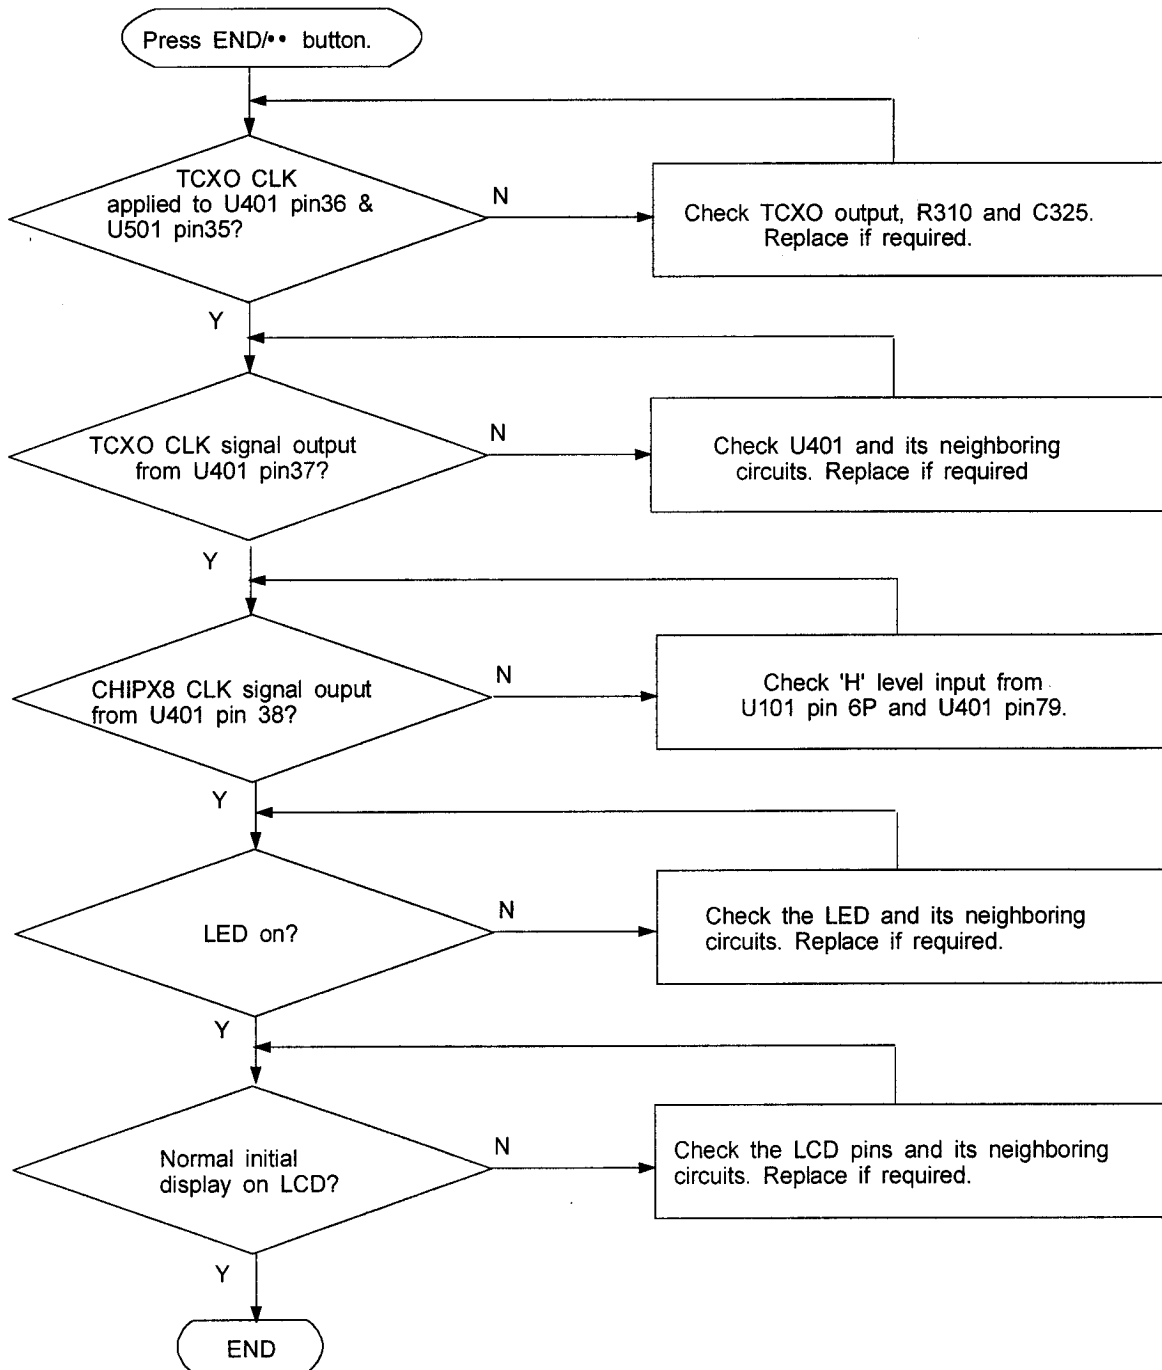 Press END/•• button.
TCXO CLK
applied to U401 pin36 &
U501 pin35?
N
Check TCXO output, R310 and C325.
Replace if required.
Y
TCXO CLK signal output
from U401 pin37?
N
Check U401 and its neighboring
circuits. Replace if required
Y
CHIPX8 CLK signal ouput
from U401 pin 38?
N
Check 'H' level input from
U101 pin 6P and U401 pin79.
Y
LED on?
N
Check the LED and its neighboring
circuits. Replace if required.
Y
Normal initial
display on LCD?
N
Check the LCD pins and its neighboring
circuits. Replace if required.
Y
END